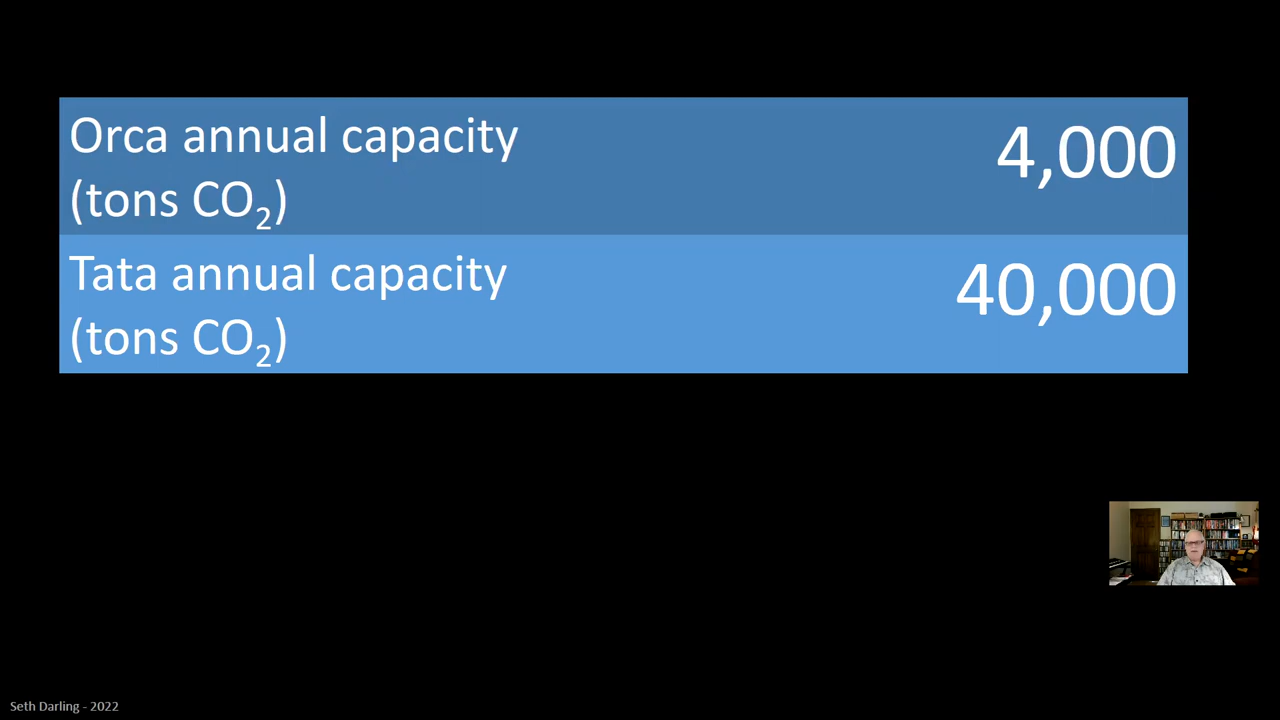 Orca annual capacity
(tons CO₂)
4,000
Tata annual capacity
(tons CO₂)
40,000
Seth Darling - 2022